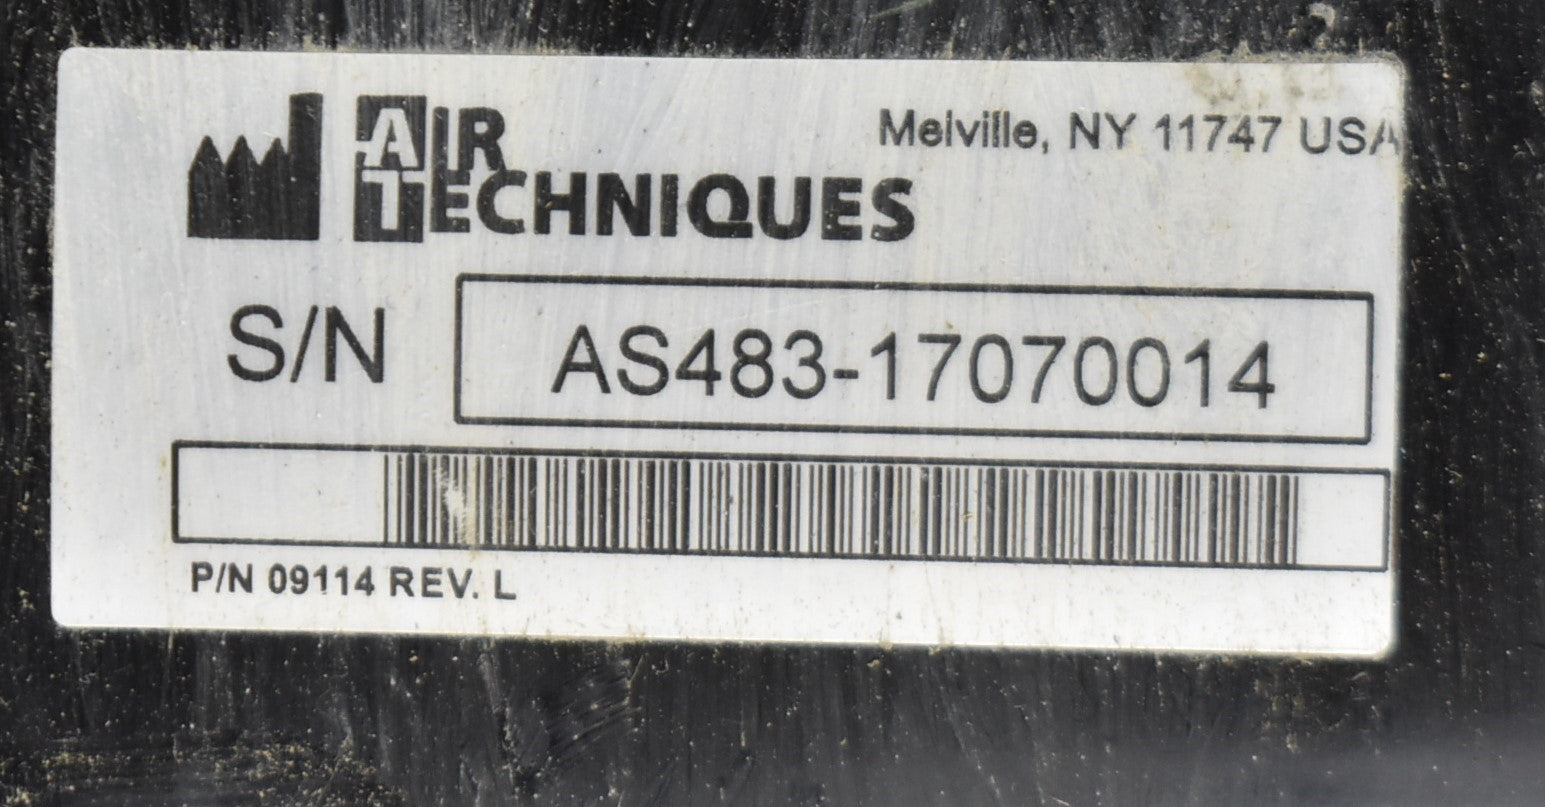 AIR
TECHNIQUES
Melville, NY 11747 USA
S/N AS483-17070014
P/N 09114 REV. L